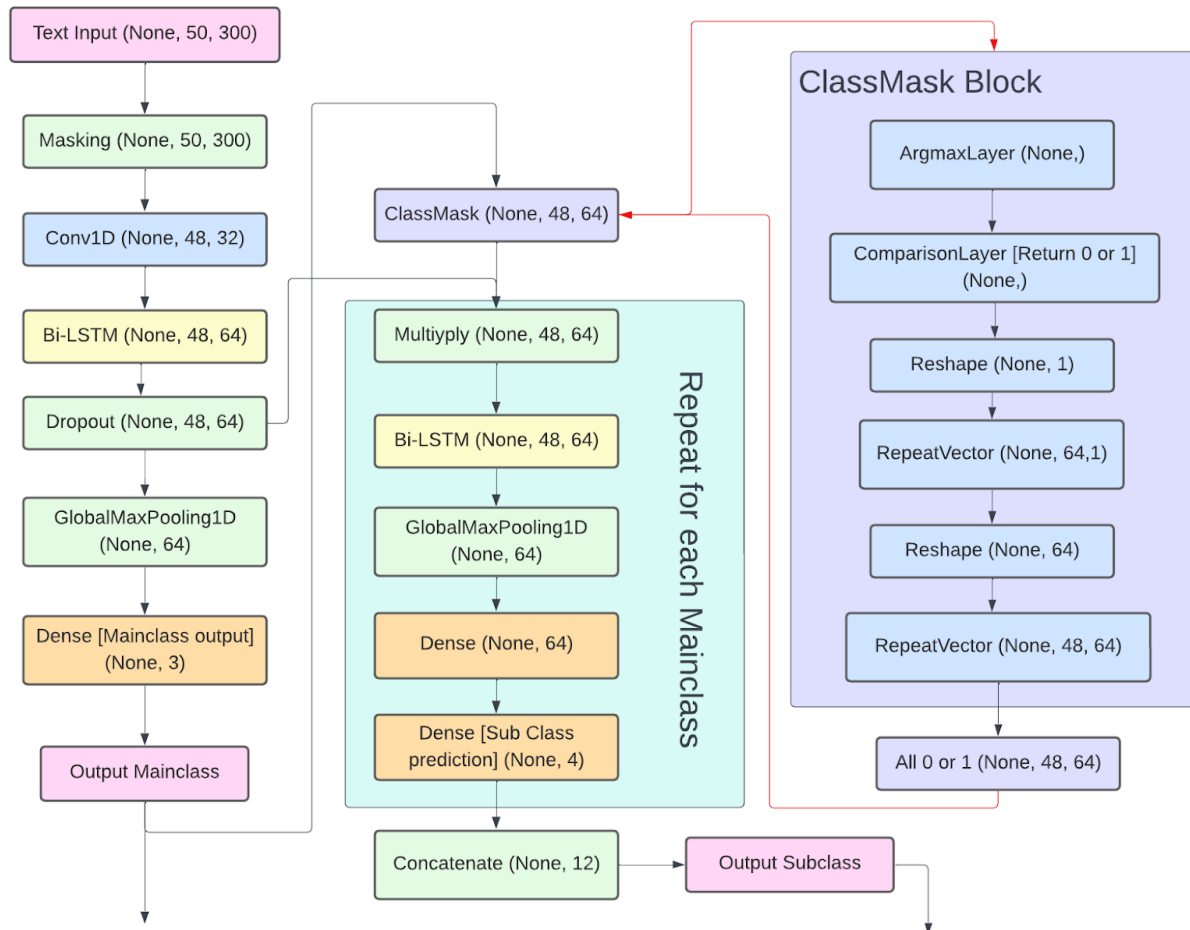 Text Input (None, 50, 300)
Masking (None, 50, 300)
Conv1D (None, 48, 32)
Bi-LSTM (None, 48, 64)
Dropout (None, 48, 64)
GlobalMaxPooling1D
(None, 64)
Dense [Mainclass output]
(None, 3)
Output Mainclass
ClassMask (None, 48, 64)
Multiyply (None, 48, 64)
Bi-LSTM (None, 48, 64)
GlobalMaxPooling1D
(None, 64)
Dense (None, 64)
Dense [Sub Class
prediction] (None, 4)
Repeat for each Mainclass
Concatenate (None, 12)
Output Subclass
ClassMask Block
ArgmaxLayer (None,)
ComparisonLayer [Return 0 or 1]
(None,)
Reshape (None, 1)
RepeatVector (None, 64,1)
Reshape (None, 64)
RepeatVector (None, 48, 64)
All 0 or 1 (None, 48, 64)